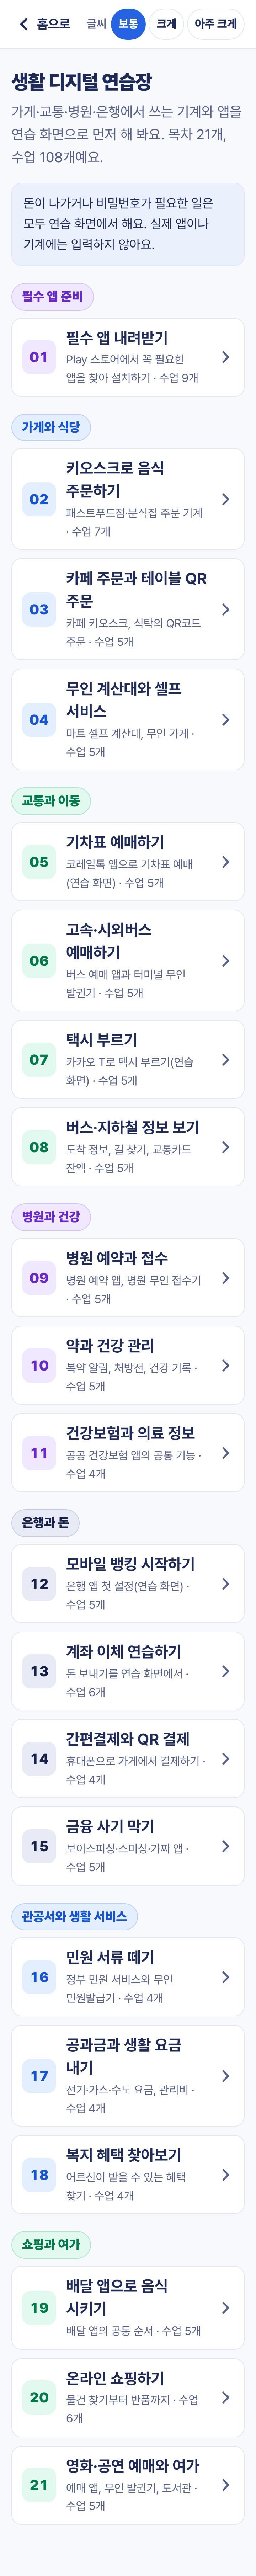 홈으로 글씨 보통 크게 아주 크게
생활 디지털 연습장
가게·교통·병원·은행에서 쓰는 기계와 앱을
연습 화면으로 먼저 해 봐요. 목차 21개,
수업 108개예요.
돈이 나가거나 비밀번호가 필요한 일은
모두 연습 화면에서 해요. 실제 앱이나
기계에는 입력하지 않아요.
필수 앱 준비
01
필수 앱 내려받기
Play 스토어에서 꼭 필요한
앱을 찾아 설치하기 · 수업 9개
가게와 식당
02
키오스크로 음식
주문하기
패스트푸드점·분식집 주문 기계
· 수업 7개
03
카페 주문과 테이블 QR
주문
카페 키오스크, 식탁의 QR코드
주문 · 수업 5개
04
무인 계산대와 셀프
서비스
마트 셀프 계산대, 무인 가게 ·
수업 5개
교통과 이동
05
기차표 예매하기
코레일톡 앱으로 기차표 예매
(연습 화면) · 수업 5개
06
고속·시외버스
예매하기
버스 예매 앱과 터미널 무인
발권기 · 수업 5개
07
택시 부르기
카카오 T로 택시 부르기(연습
화면) · 수업 5개
08
버스·지하철 정보 보기
도착 정보, 길 찾기, 교통카드
잔액 · 수업 5개
병원과 건강
09
병원 예약과 접수
병원 예약 앱, 병원 무인 접수기
· 수업 5개
10
약과 건강 관리
복약 알림, 처방전, 건강 기록 ·
수업 5개
11
건강보험과 의료 정보
공공 건강보험 앱의 공통 기능 ·
수업 4개
은행과 돈
12
모바일 뱅킹 시작하기
은행 앱 첫 설정(연습 화면) ·
수업 5개
13
계좌 이체 연습하기
돈 보내기를 연습 화면에서 ·
수업 6개
14
간편결제와 QR 결제
휴대폰으로 가게에서 결제하기 ·
수업 4개
15
금융 사기 막기
보이스피싱·스미싱·가짜 앱 ·
수업 5개
관공서와 생활 서비스
16
민원 서류 떼기
정부 민원 서비스와 무인
민원발급기 · 수업 4개
17
공과금과 생활 요금
내기
전기·가스·수도 요금, 관리비 ·
수업 4개
18
복지 혜택 찾아보기
어르신이 받을 수 있는 혜택
찾기 · 수업 4개
쇼핑과 여가
19
배달 앱으로 음식
시키기
배달 앱의 공통 순서 · 수업 5개
20
온라인 쇼핑하기
물건 찾기부터 반품까지 · 수업
6개
21
영화·공연 예매와 여가
예매 앱, 무인 발권기, 도서관 ·
수업 5개